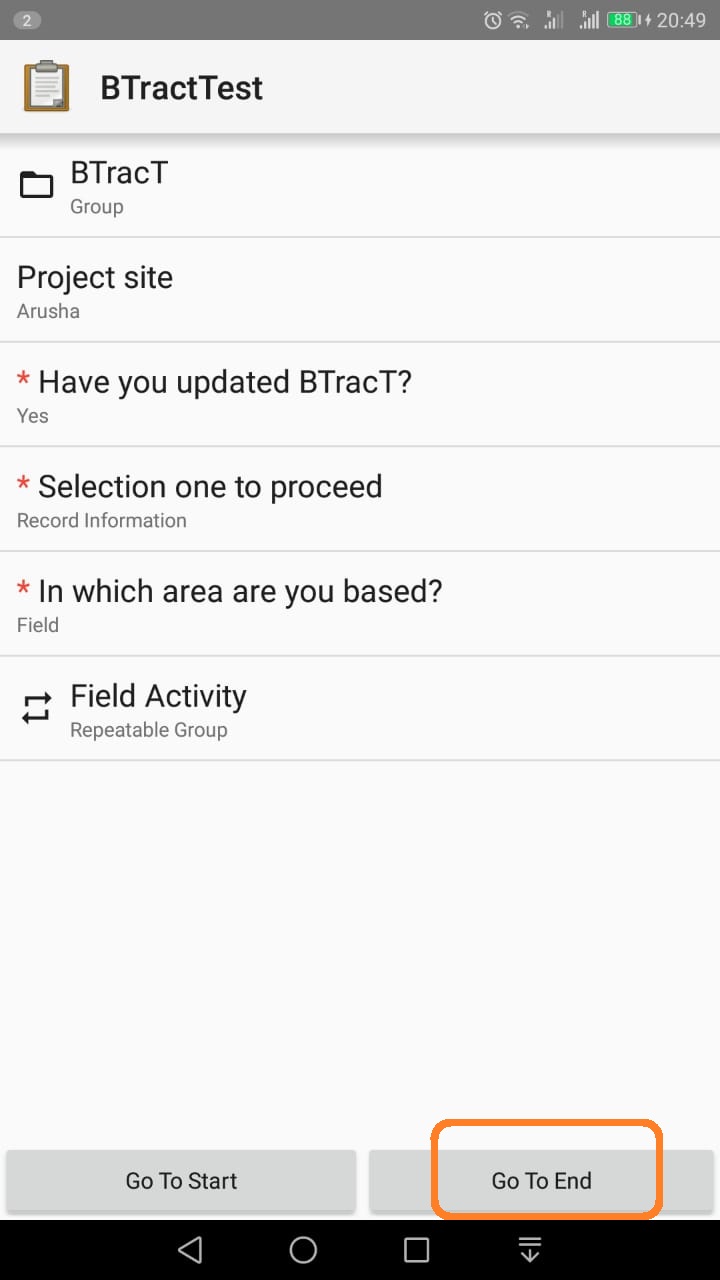 2
R
R
88
20:49
BTractTest
BTracT
Group
Project site
Arusha
* Have you updated BTracT?
Yes
* Selection one to proceed
Record Information
* In which area are you based?
Field
Field Activity
Repeatable Group
Go To Start
Go To End